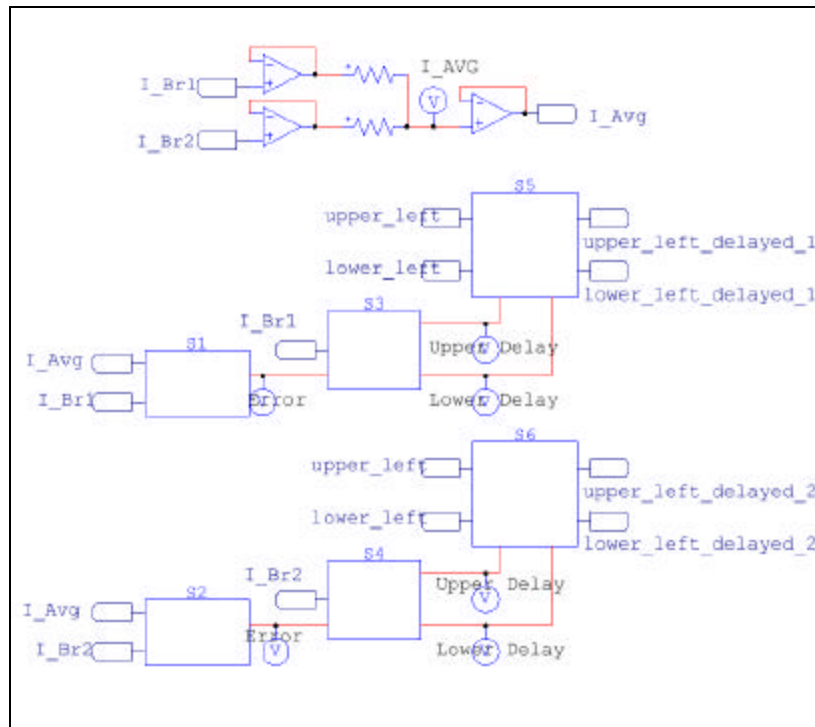 I_AVG
I_Br1
I_Br2
I_Avg
S5
upper_left
upper_left_delayed_1
lower_left
lower_left_delayed_1
I_Br1
S3
Upper Delay
S1
I_Avg
I_Br1
Error
Lower Delay
S6
upper_left
upper_left_delayed_2
lower_left
lower_left_delayed_2
S4
I_Br2
Upper Delay
S2
I_Avg
Error
I_Br2
Lower Delay
V
V
V
V
V
V
V